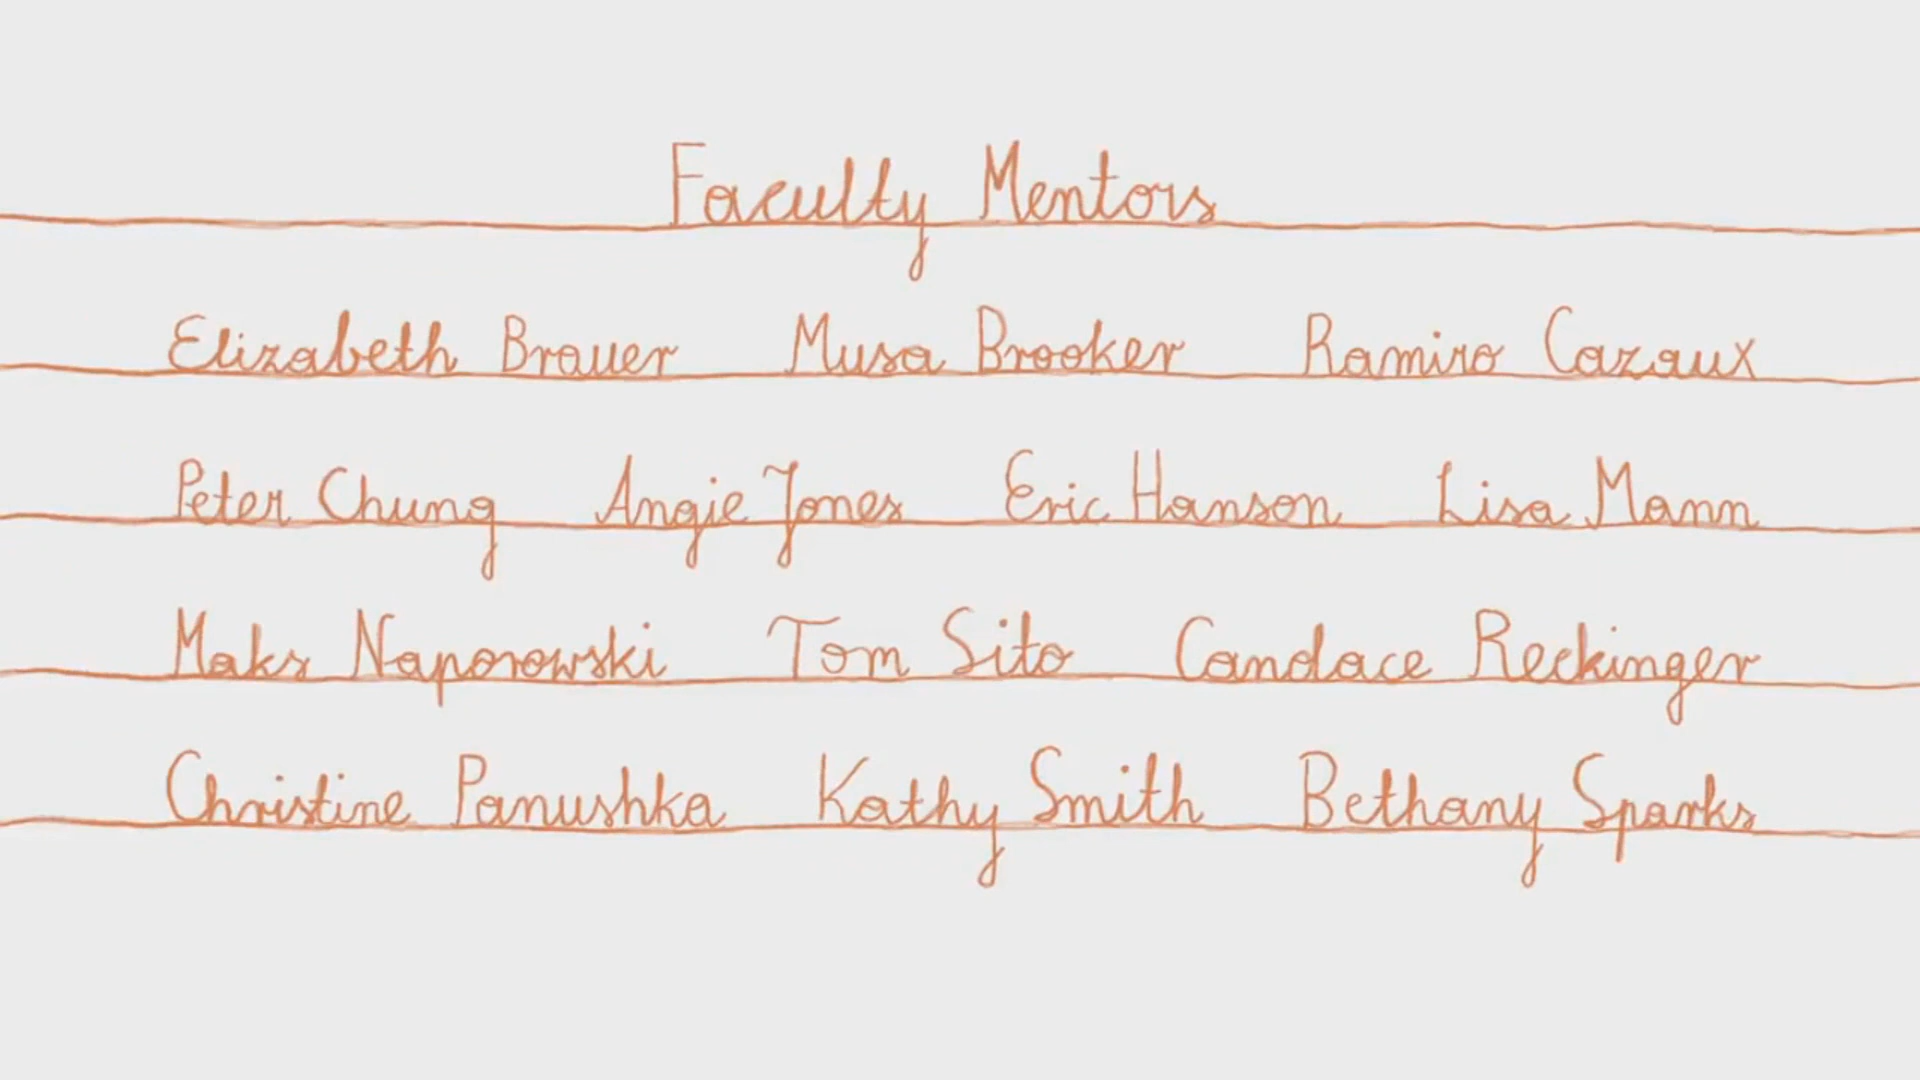 Faculty Mentors
Elizabeth Brauer Musa Brooker Ramiro Cazaux
Peter Chung Angie Jones Eric Hanson Lisa Mann
Maks Naporowski Tom Sito Candace Reckinger
Christine Panushka Kathy Smith Bethany Sparks